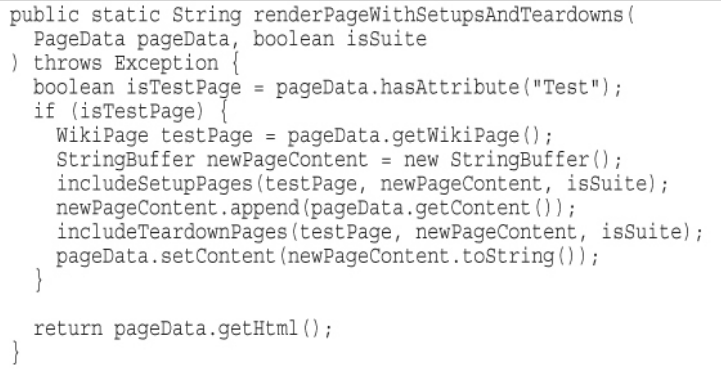 public static String renderPageWithSetupsAndTeardowns(
  PageData pageData, boolean isSuite
) throws Exception {
  boolean isTestPage = pageData.hasAttribute("Test");
  if (isTestPage) {
    WikiPage testPage = pageData.getWikiPage();
    StringBuffer newPageContent = new StringBuffer();
    includeSetupPages(testPage, newPageContent, isSuite);
    newPageContent.append(pageData.getContent());
    includeTeardownPages(testPage, newPageContent, isSuite);
    pageData.setContent(newPageContent.toString());
  }

  return pageData.getHtml();
}